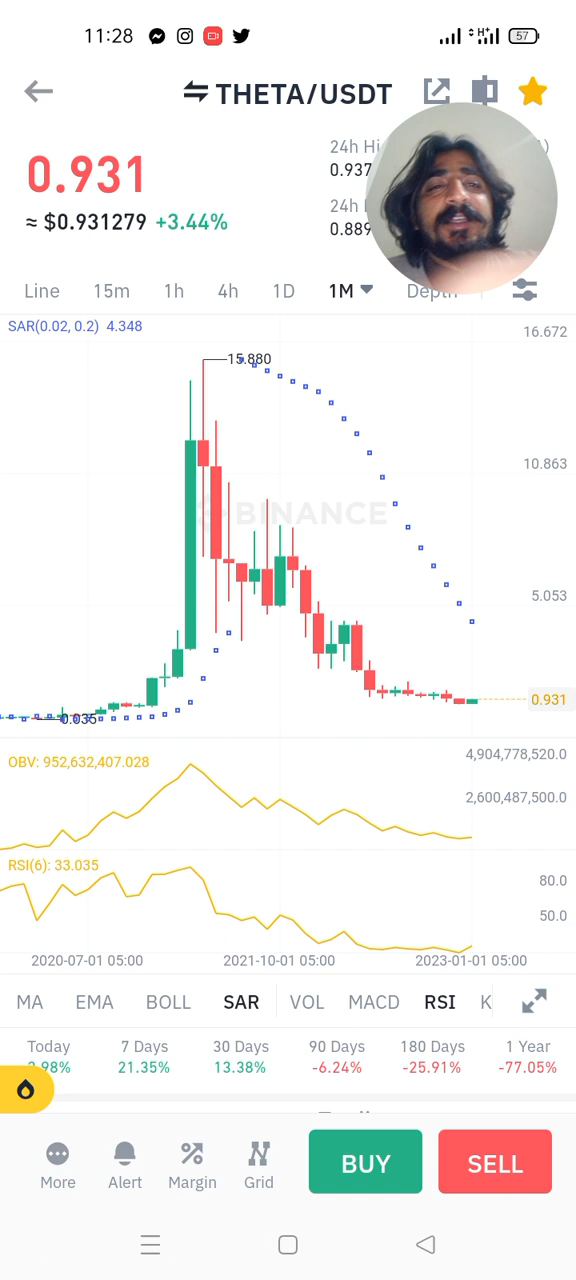 11:28
H+
57
THETA/USDT
0.931
≈ $0.931279 +3.44%
24h Hi
0.937
24h
0.889
Line 15m 1h 4h 1D 1M Depth
SAR(0.02, 0.2) 4.348
16.672
15.880
10.863
BINANCE
5.053
0.931
0.035
OBV: 952,632,407.028
4,904,778,520.0
2,600,487,500.0
RSI(6): 33.035
80.0
50.0
2020-07-01 05:00 2021-10-01 05:00 2023-01-01 05:00
MA EMA BOLL SAR VOL MACD RSI K
Today 7 Days 30 Days 90 Days 180 Days 1 Year
3.98% 21.35% 13.38% -6.24% -25.91% -77.05%
More Alert Margin Grid BUY SELL